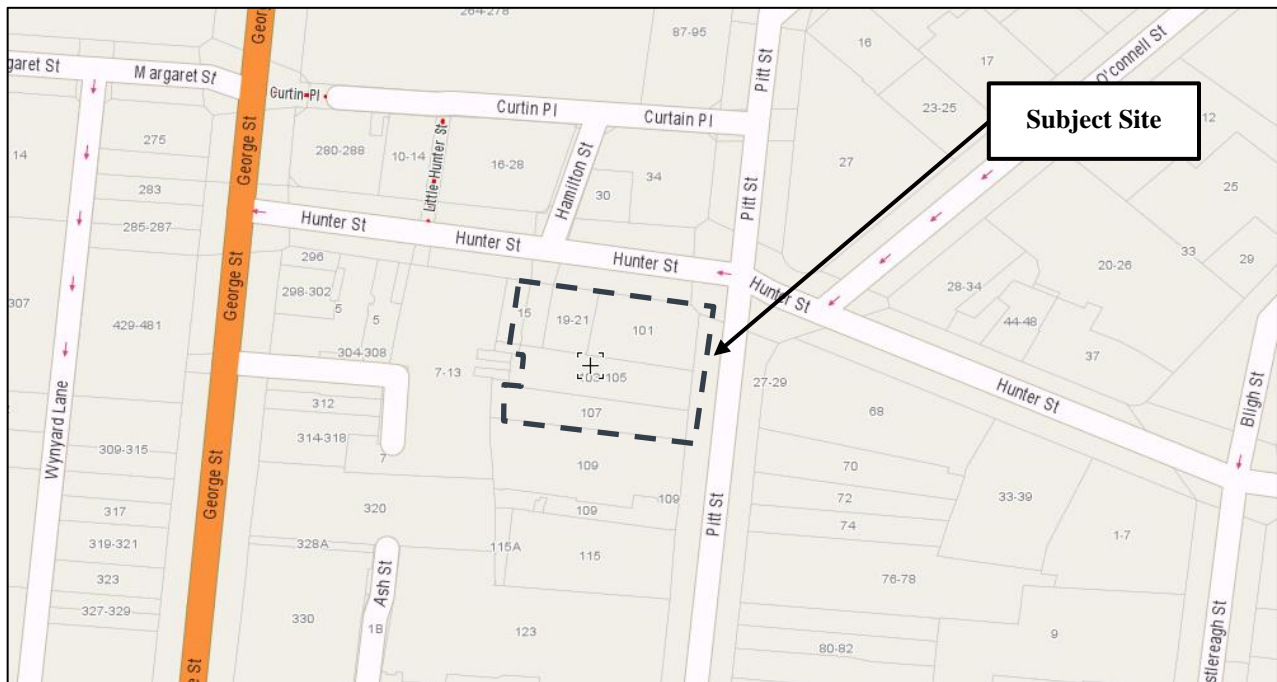 264-278
87-95
16
17
O'connell St
Subject Site
Margaret St
garet St
Curtin Pl
Curtin Pl
Curtain Pl
23-25
12
14
275
280-288
10-14
Little Hunter St
16-28
Hamilton St
34
30
27
25
283
285-287
George St
George St
George St
Hunter St
Hunter St
Hunter St
Hunter St
Hunter St
Pitt St
Pitt St
Pitt St
296
298-302
5
5
304-308
307
429-481
15
19-21
101
103-105
107
7-13
20-26
33
29
28-34
44-48
37
27-29
68
Bligh St
Wynyard Lane
309-315
312
314-318
7
109
109
109
70
72
74
33-39
1-7
317
319-321
323
327-329
320
328A
115A
115
Ash St
330
1B
123
76-78
80-82
9
stlereagh St
e St